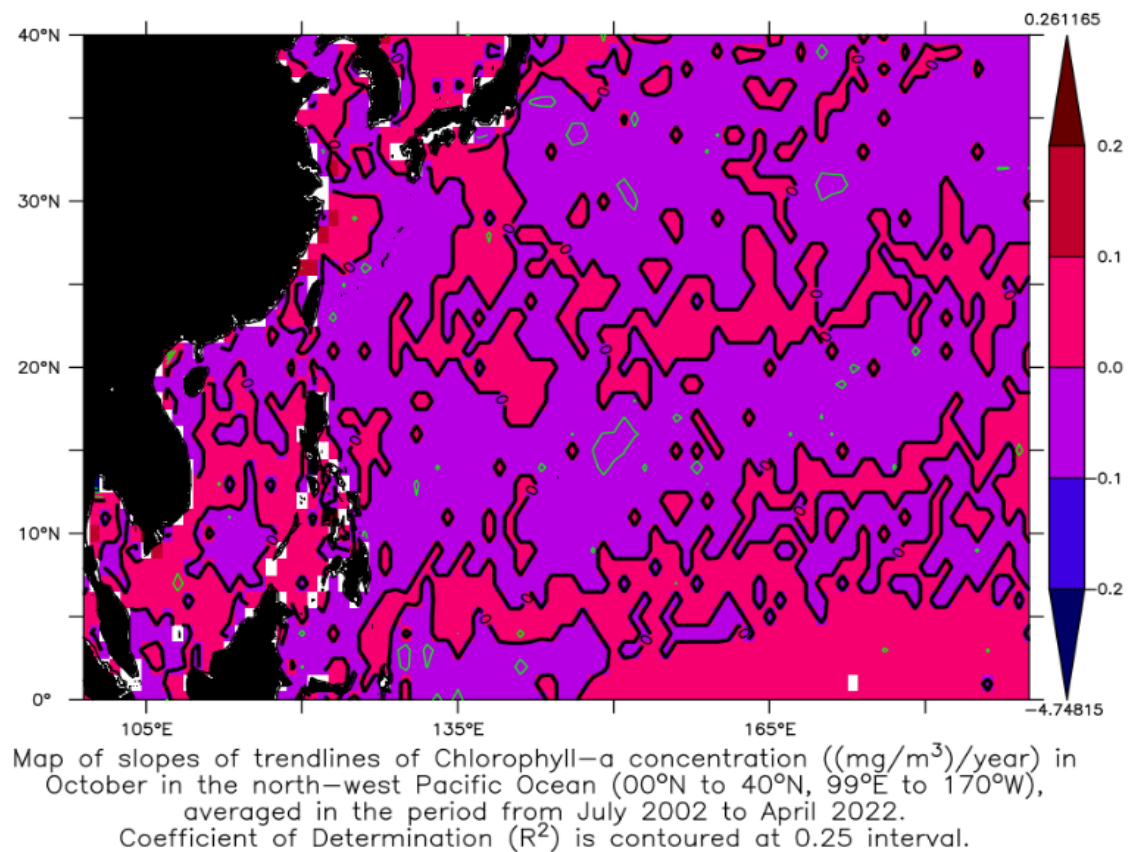 0.261165
40°N
0.2
30°N
0.1
20°N
0.0
−0.1
10°N
−0.2
0°
−4.74815
105°E 135°E 165°E
Map of slopes of trendlines of Chlorophyll−a concentration ((mg/m³)/year) in
October in the north−west Pacific Ocean (00°N to 40°N, 99°E to 170°W),
averaged in the period from July 2002 to April 2022.
Coefficient of Determination (R²) is contoured at 0.25 interval.